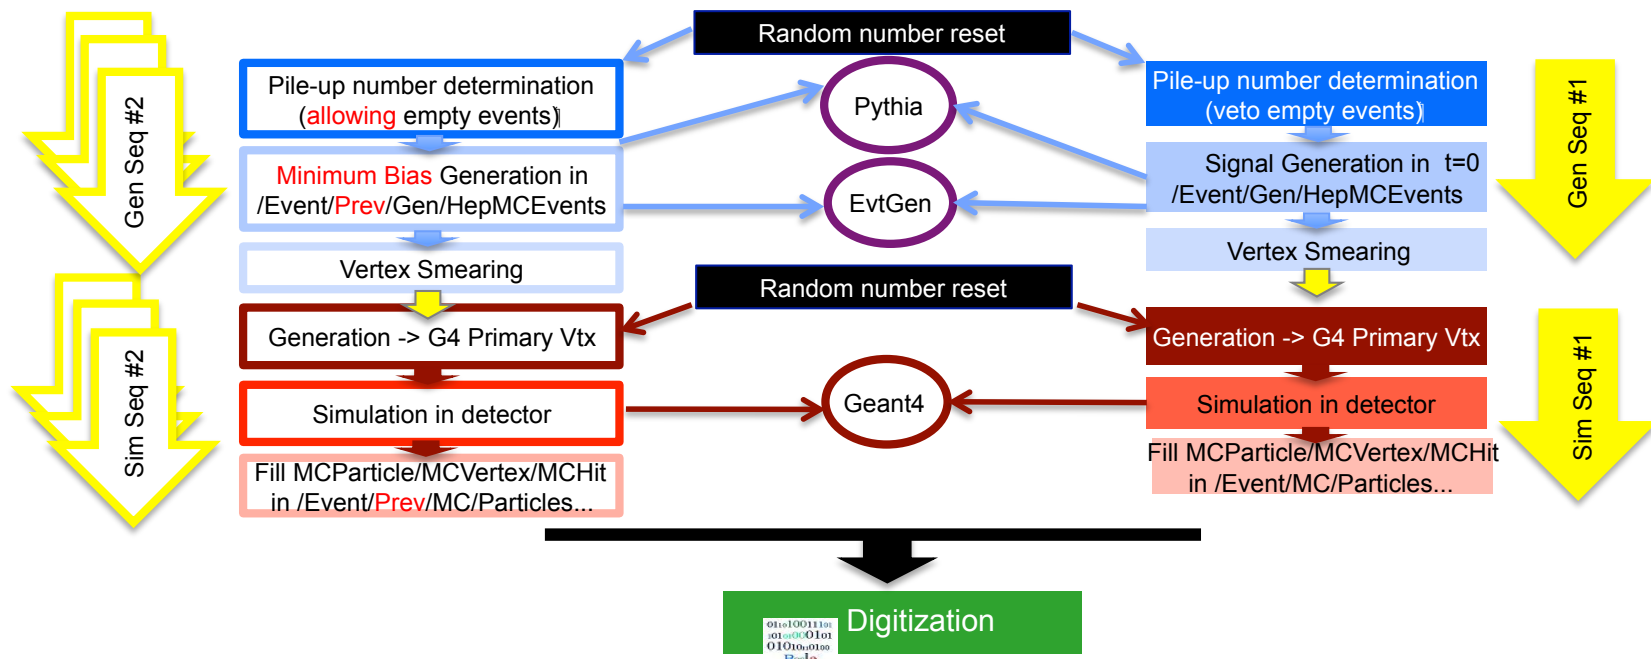 Random number reset
Gen Seq #2
Pile-up number determination
(allowing empty events)
Pythia
Pile-up number determination
(veto empty events)
Gen Seq #1
Minimum Bias Generation in
/Event/Prev/Gen/HepMCEvents
EvtGen
Signal Generation in t=0
/Event/Gen/HepMCEvents
Vertex Smearing
Vertex Smearing
Random number reset
Sim Seq #2
Generation -> G4 Primary Vtx
Generation -> G4 Primary Vtx
Sim Seq #1
Simulation in detector
Geant4
Simulation in detector
Fill MCParticle/MCVertex/MCHit
in /Event/Prev/MC/Particles...
Fill MCParticle/MCVertex/MCHit
in /Event/MC/Particles...
Digitization